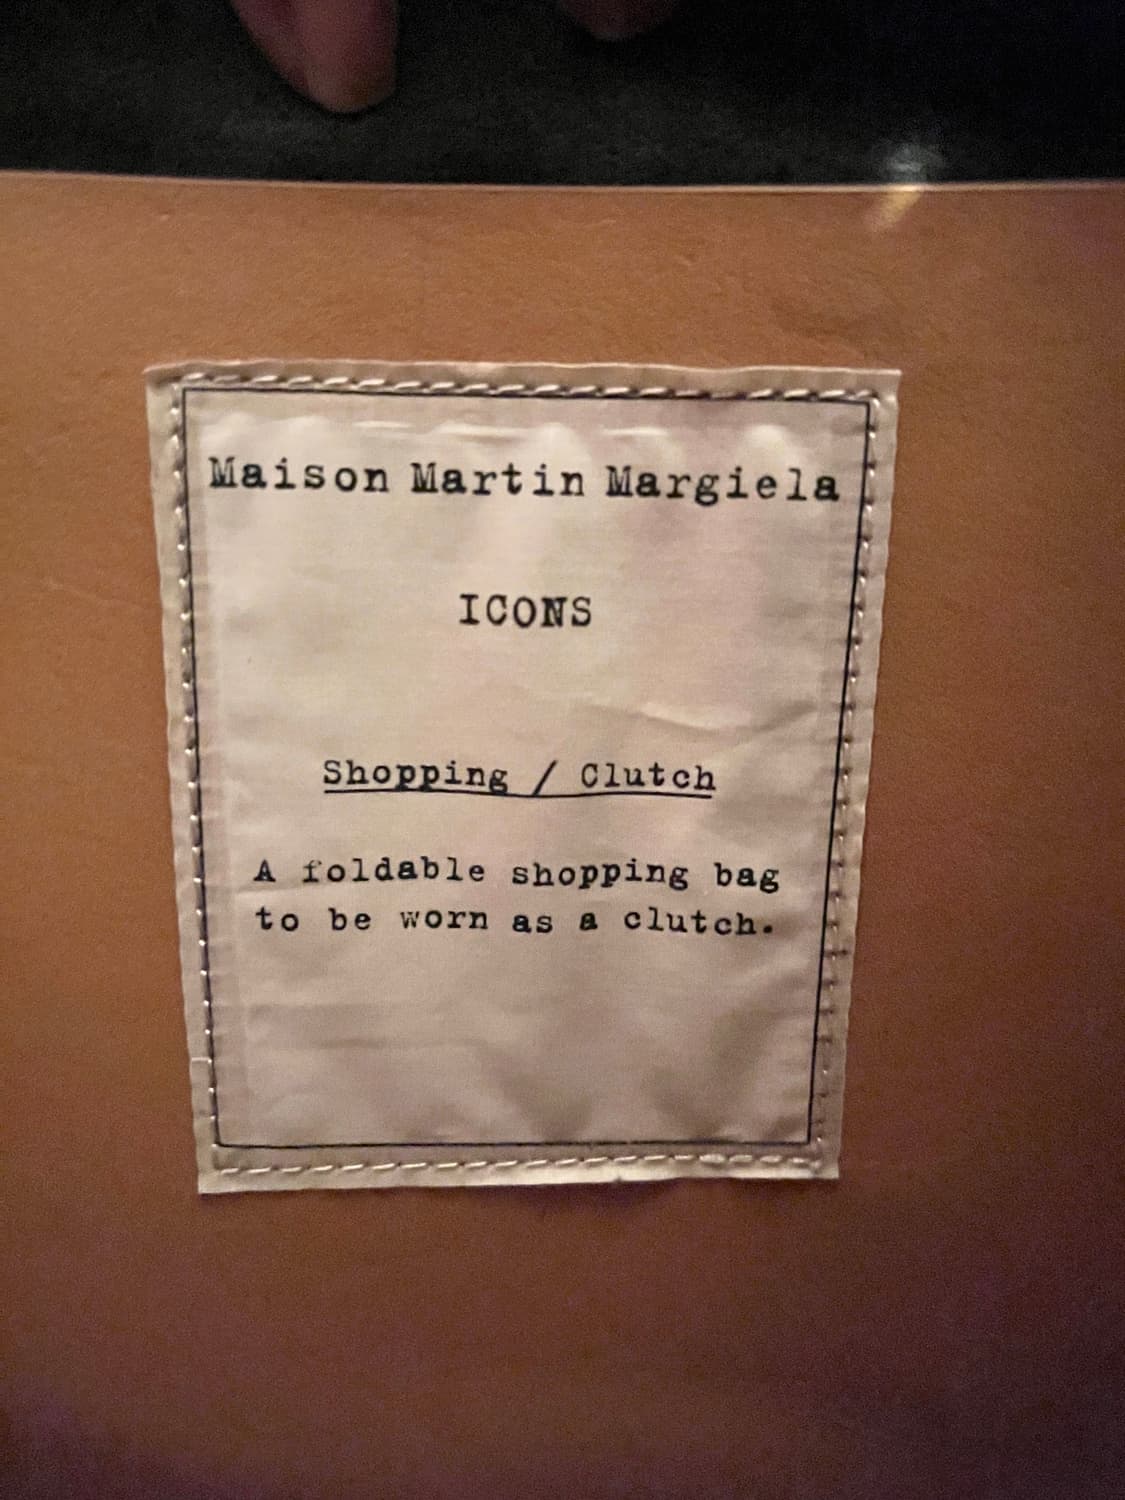 Maison Martin Margiela
ICONS
Shopping / Clutch
A foldable shopping bag
to be worn as a clutch.